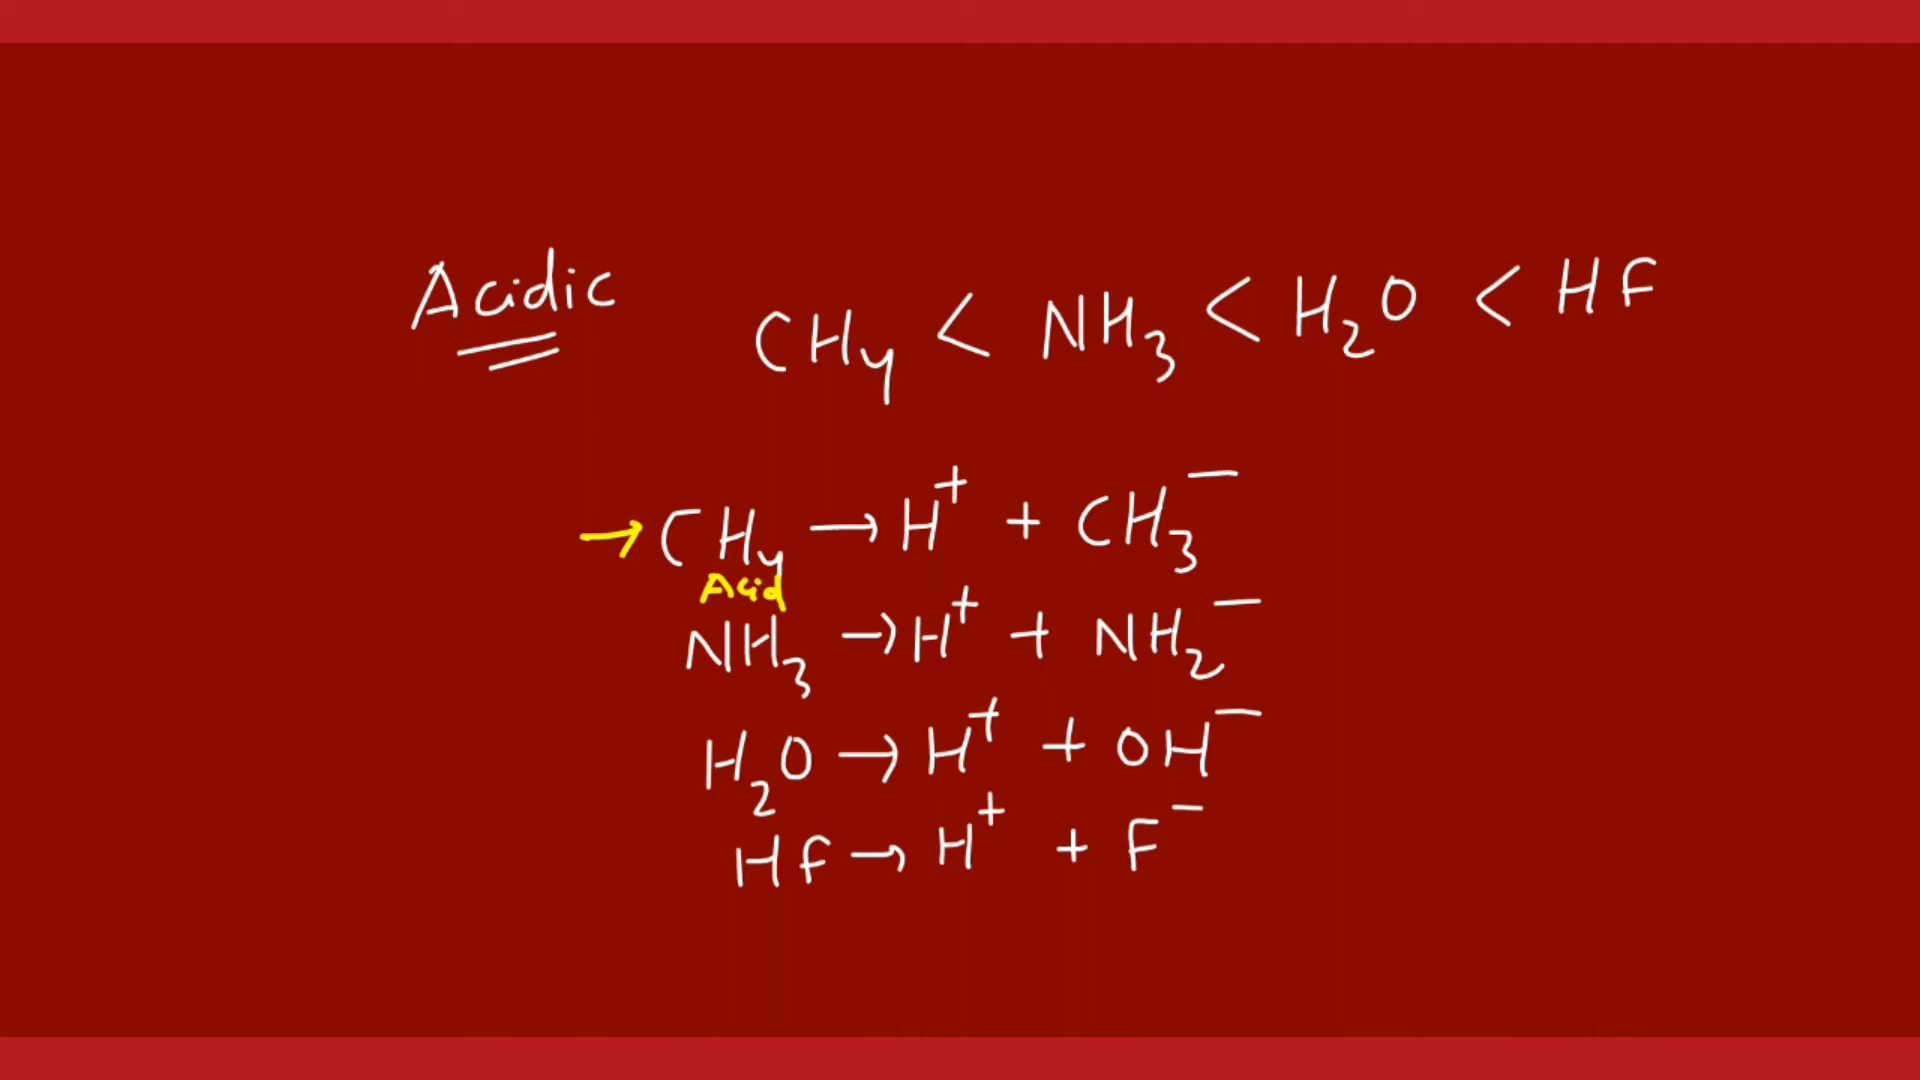 Acidic CH₄ < NH₃ < H₂O < HF
→ CH₄ → H⁺ + CH₃⁻
Acid
NH₃ → H⁺ + NH₂⁻
H₂O → H⁺ + OH⁻
HF → H⁺ + F⁻